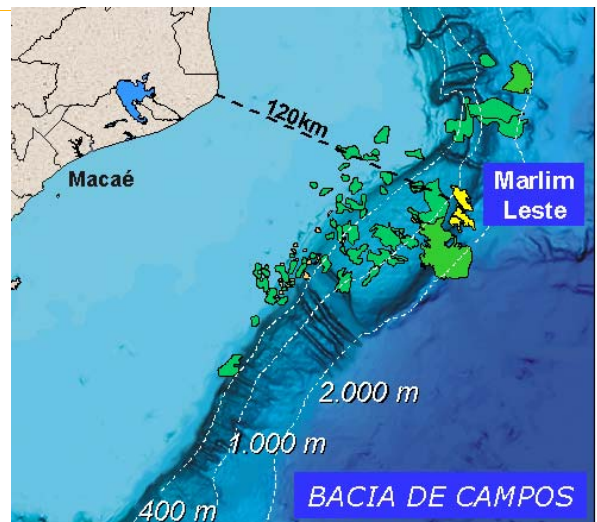 120km
Macaé
Marlim
Leste
2.000 m
1.000 m
400 m
BACIA DE CAMPOS